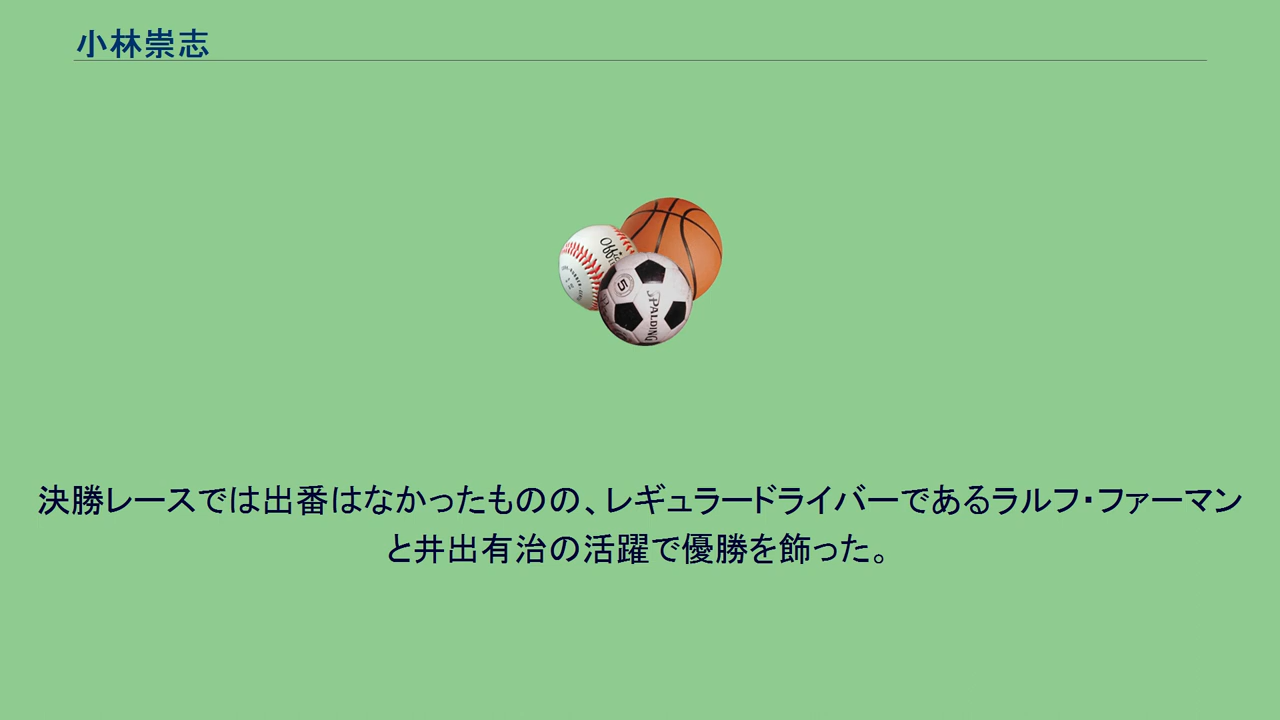 小林崇志
Offi
5
SPALDING
決勝レースでは出番はなかったものの、レギュラードライバーであるラルフ・ファーマン
と井出有治の活躍で優勝を飾った。